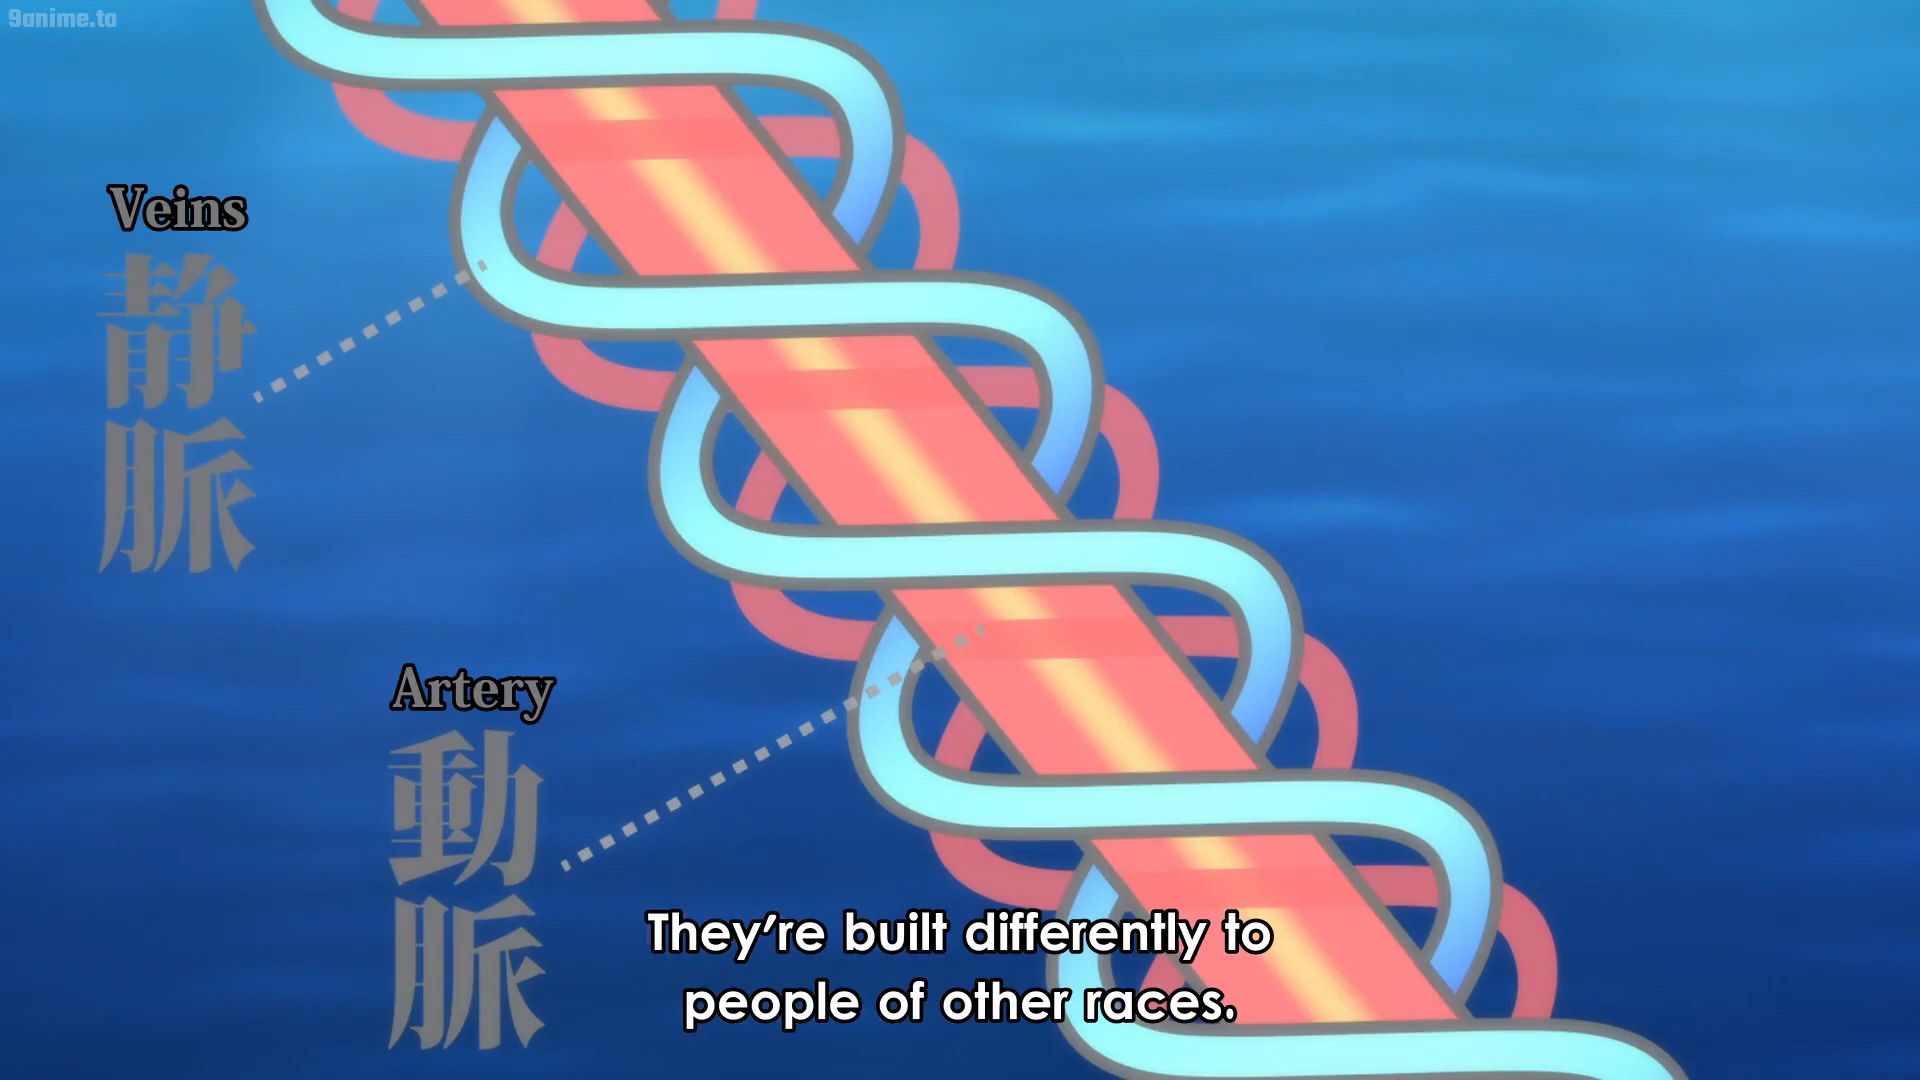 9anime.to
Veins
静脈
Artery
動脈
They're built differently to
people of other races.